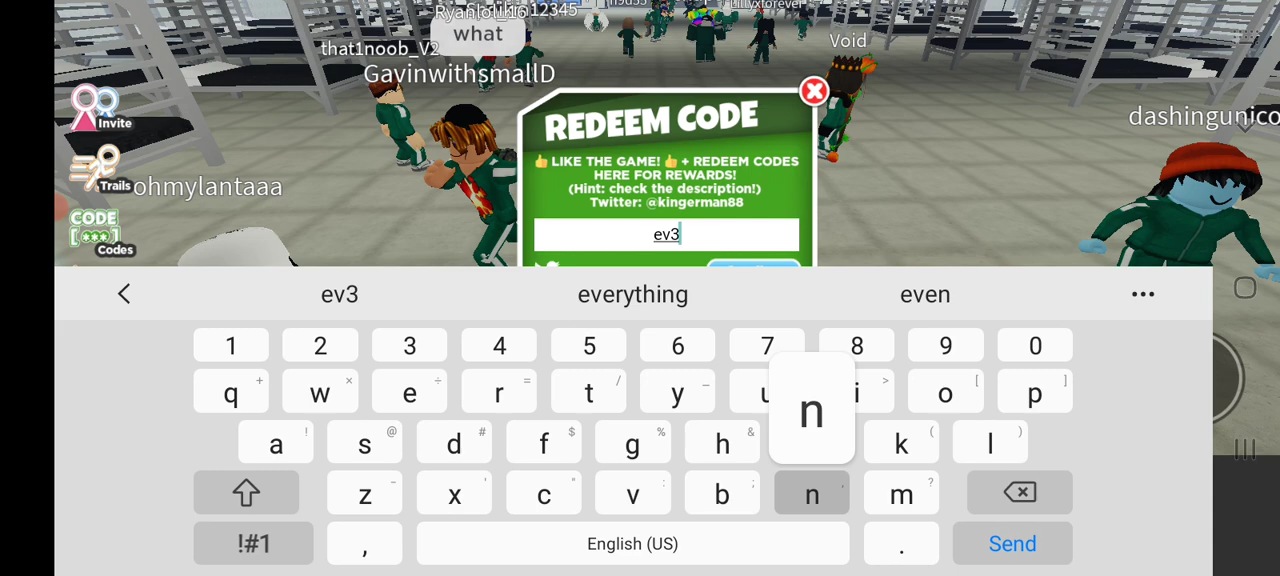 Lillyxforever
what
that1noob_V2
Void
GavinwithsmallD
dashingunico
Invite
Trails
ohmylantaaa
CODE
[***]
Codes
REDEEM CODE
👍 LIKE THE GAME! 👍 + REDEEM CODES
HERE FOR REWARDS!
(Hint: check the description!)
Twitter: @kingerman88
ev3
ev3 everything even •••
1 2 3 4 5 6 7 8 9 0
q + w × e ÷ r = t / y _ u i > o [ p ]
n
a ! s @ d # f $ g % h & k ( l )
z - x ' c " v : b ; n , m ?
!#1 , English (US) . Send